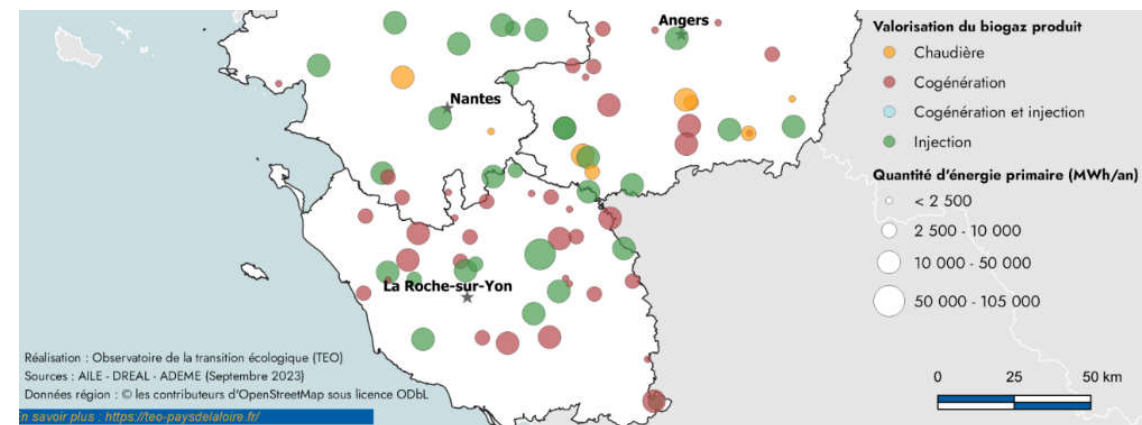 Angers
Nantes
La Roche-sur-Yon
Valorisation du biogaz produit
Chaudière
Cogénération
Cogénération et injection
Injection
Quantité d'énergie primaire (MWh/an)
< 2 500
2 500 - 10 000
10 000 - 50 000
50 000 - 105 000
0 25 50 km
Réalisation : Observatoire de la transition écologique (TEO)
Sources : AILE - DREAL - ADEME (Septembre 2023)
Données région : © les contributeurs d'OpenStreetMap sous licence ODbL
En savoir plus : https://teo-paysdelaloire.fr/